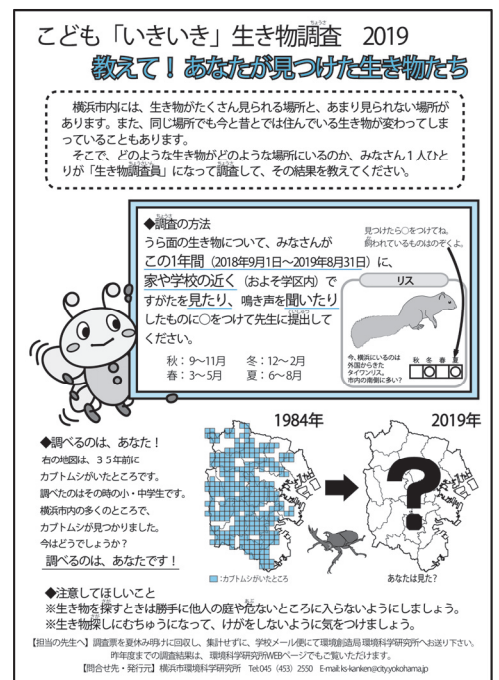 こども「いきいき」生き物調査　2019
教えて！あなたが見つけた生き物たち
横浜市内には、生き物がたくさん見られる場所と、あまり見られない場所が
あります。また、同じ場所でも今と昔とでは住んでいる生き物が変わってしま
っていることもあります。
そこで、どのような生き物がどのような場所にいるのか、みなさん１人ひと
りが「生き物調査員」になって調査して、その結果を教えてください。
◆調査の方法
うら面の生き物について、みなさんが
この1年間（2018年9月1日～2019年8月31日）に、
家や学校の近く（およそ学区内）で
すがたを見たり、鳴き声を聞いたり
したものに○をつけて先生に提出して
ください。
秋：9～11月　冬：12～2月
春：3～5月　夏：6～8月
見つけたら○をつけてね。
飼われているものはのぞくよ。
リス
今、横浜にいるのは
外国からきた
タイワンリス。
市内の南側に多い？
秋 冬 春 夏
◆調べるのは、あなた！
右の地図は、３５年前に
カブトムシがいたところです。
調べたのはその時の小・中学生です。
横浜市内の多くのところで、
カブトムシが見つかりました。
今はどうでしょうか？
調べるのは、あなたです！
1984年
2019年
?
：カブトムシがいたところ
あなたは見た？
◆注意してほしいこと
※生き物を探すときは勝手に他人の庭や危ないところに入らないようにしましょう。
※生き物探しにむちゅうになって、けがをしないように気をつけましょう。
【担当の先生へ】調査票を夏休み明けに回収し、集計せずに、学校メール便にて環境創造局 環境科学研究所へお送り下さい。
昨年度までの調査結果は、環境科学研究所WEBページでもご覧いただけます。
【問合せ先・発行元】横浜市環境科学研究所　Tel:045（453）2550　E-mail:ks-kanken@city.yokohama.jp